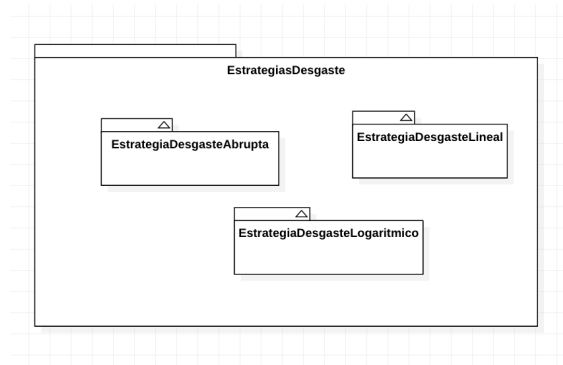 EstrategiasDesgaste
EstrategiaDesgasteAbrupta
EstrategiaDesgasteLineal
EstrategiaDesgasteLogaritmico